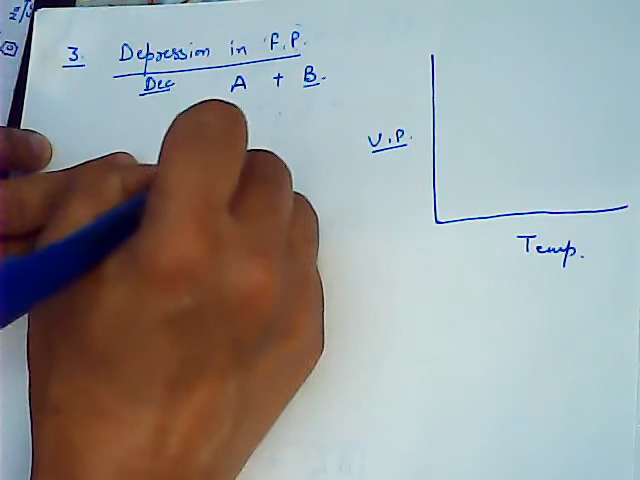 3. Depression in F.P.
Dec A + B.
V.P.
Temp.